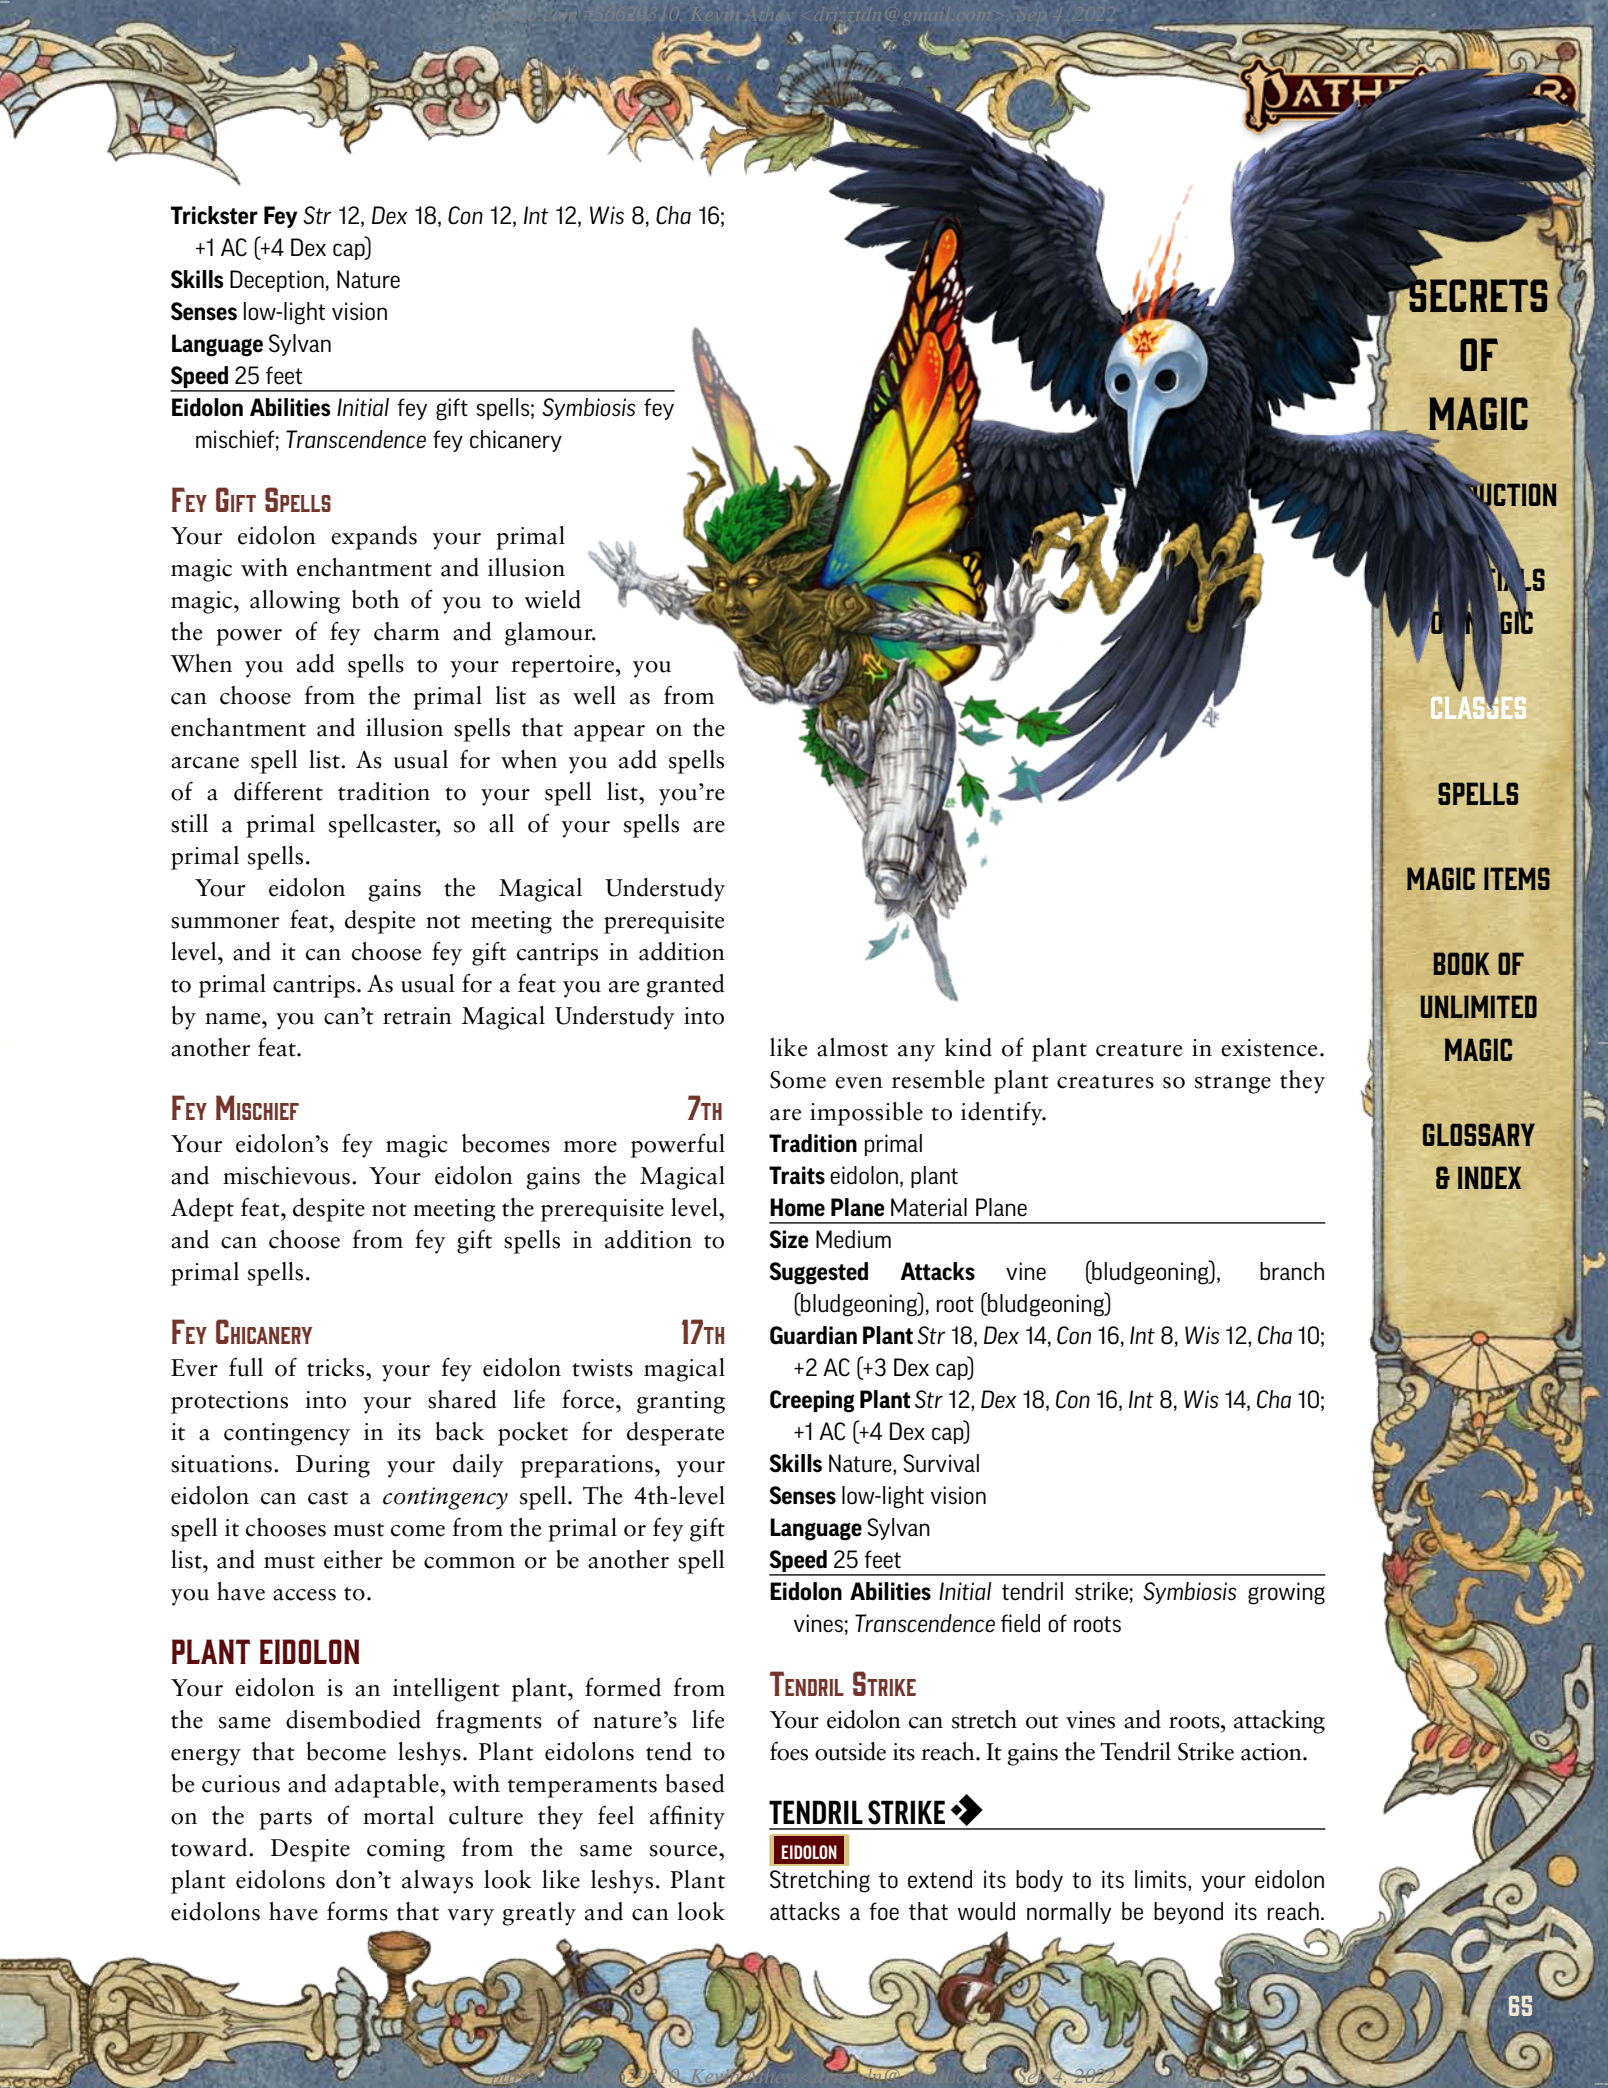 paizo.com #36629310, Kevin Athey <drizztdn@gmail.com>, Sep 4, 2022
Trickster Fey Str 12, Dex 18, Con 12, Int 12, Wis 8, Cha 16;
+1 AC (+4 Dex cap)
Skills Deception, Nature
Senses low-light vision
Language Sylvan
Speed 25 feet
Eidolon Abilities Initial fey gift spells; Symbiosis fey
mischief; Transcendence fey chicanery
FEY GIFT SPELLS
Your eidolon expands your primal
magic with enchantment and illusion
magic, allowing both of you to wield
the power of fey charm and glamour.
When you add spells to your repertoire, you
can choose from the primal list as well as from
enchantment and illusion spells that appear on the
arcane spell list. As usual for when you add spells
of a different tradition to your spell list, you're
still a primal spellcaster, so all of your spells are
primal spells.
Your eidolon gains the Magical Understudy
summoner feat, despite not meeting the prerequisite
level, and it can choose fey gift cantrips in addition
to primal cantrips. As usual for a feat you are granted
by name, you can't retrain Magical Understudy into
another feat.
FEY MISCHIEF 7TH
Your eidolon's fey magic becomes more powerful
and mischievous. Your eidolon gains the Magical
Adept feat, despite not meeting the prerequisite level,
and can choose from fey gift spells in addition to
primal spells.
FEY CHICANERY 17TH
Ever full of tricks, your fey eidolon twists magical
protections into your shared life force, granting
it a contingency in its back pocket for desperate
situations. During your daily preparations, your
eidolon can cast a contingency spell. The 4th-level
spell it chooses must come from the primal or fey gift
list, and must either be common or be another spell
you have access to.
PLANT EIDOLON
Your eidolon is an intelligent plant, formed from
the same disembodied fragments of nature's life
energy that become leshys. Plant eidolons tend to
be curious and adaptable, with temperaments based
on the parts of mortal culture they feel affinity
toward. Despite coming from the same source,
plant eidolons don't always look like leshys. Plant
eidolons have forms that vary greatly and can look
like almost any kind of plant creature in existence.
Some even resemble plant creatures so strange they
are impossible to identify.
Tradition primal
Traits eidolon, plant
Home Plane Material Plane
Size Medium
Suggested Attacks vine (bludgeoning), branch
(bludgeoning), root (bludgeoning)
Guardian Plant Str 18, Dex 14, Con 16, Int 8, Wis 12, Cha 10;
+2 AC (+3 Dex cap)
Creeping Plant Str 12, Dex 18, Con 16, Int 8, Wis 14, Cha 10;
+1 AC (+4 Dex cap)
Skills Nature, Survival
Senses low-light vision
Language Sylvan
Speed 25 feet
Eidolon Abilities Initial tendril strike; Symbiosis growing
vines; Transcendence field of roots
TENDRIL STRIKE
Your eidolon can stretch out vines and roots, attacking
foes outside its reach. It gains the Tendril Strike action.
TENDRIL STRIKE
EIDOLON
Stretching to extend its body to its limits, your eidolon
attacks a foe that would normally be beyond its reach.
SECRETS
OF
MAGIC
CLASSES
SPELLS
MAGIC ITEMS
BOOK OF
UNLIMITED
MAGIC
GLOSSARY
& INDEX
65